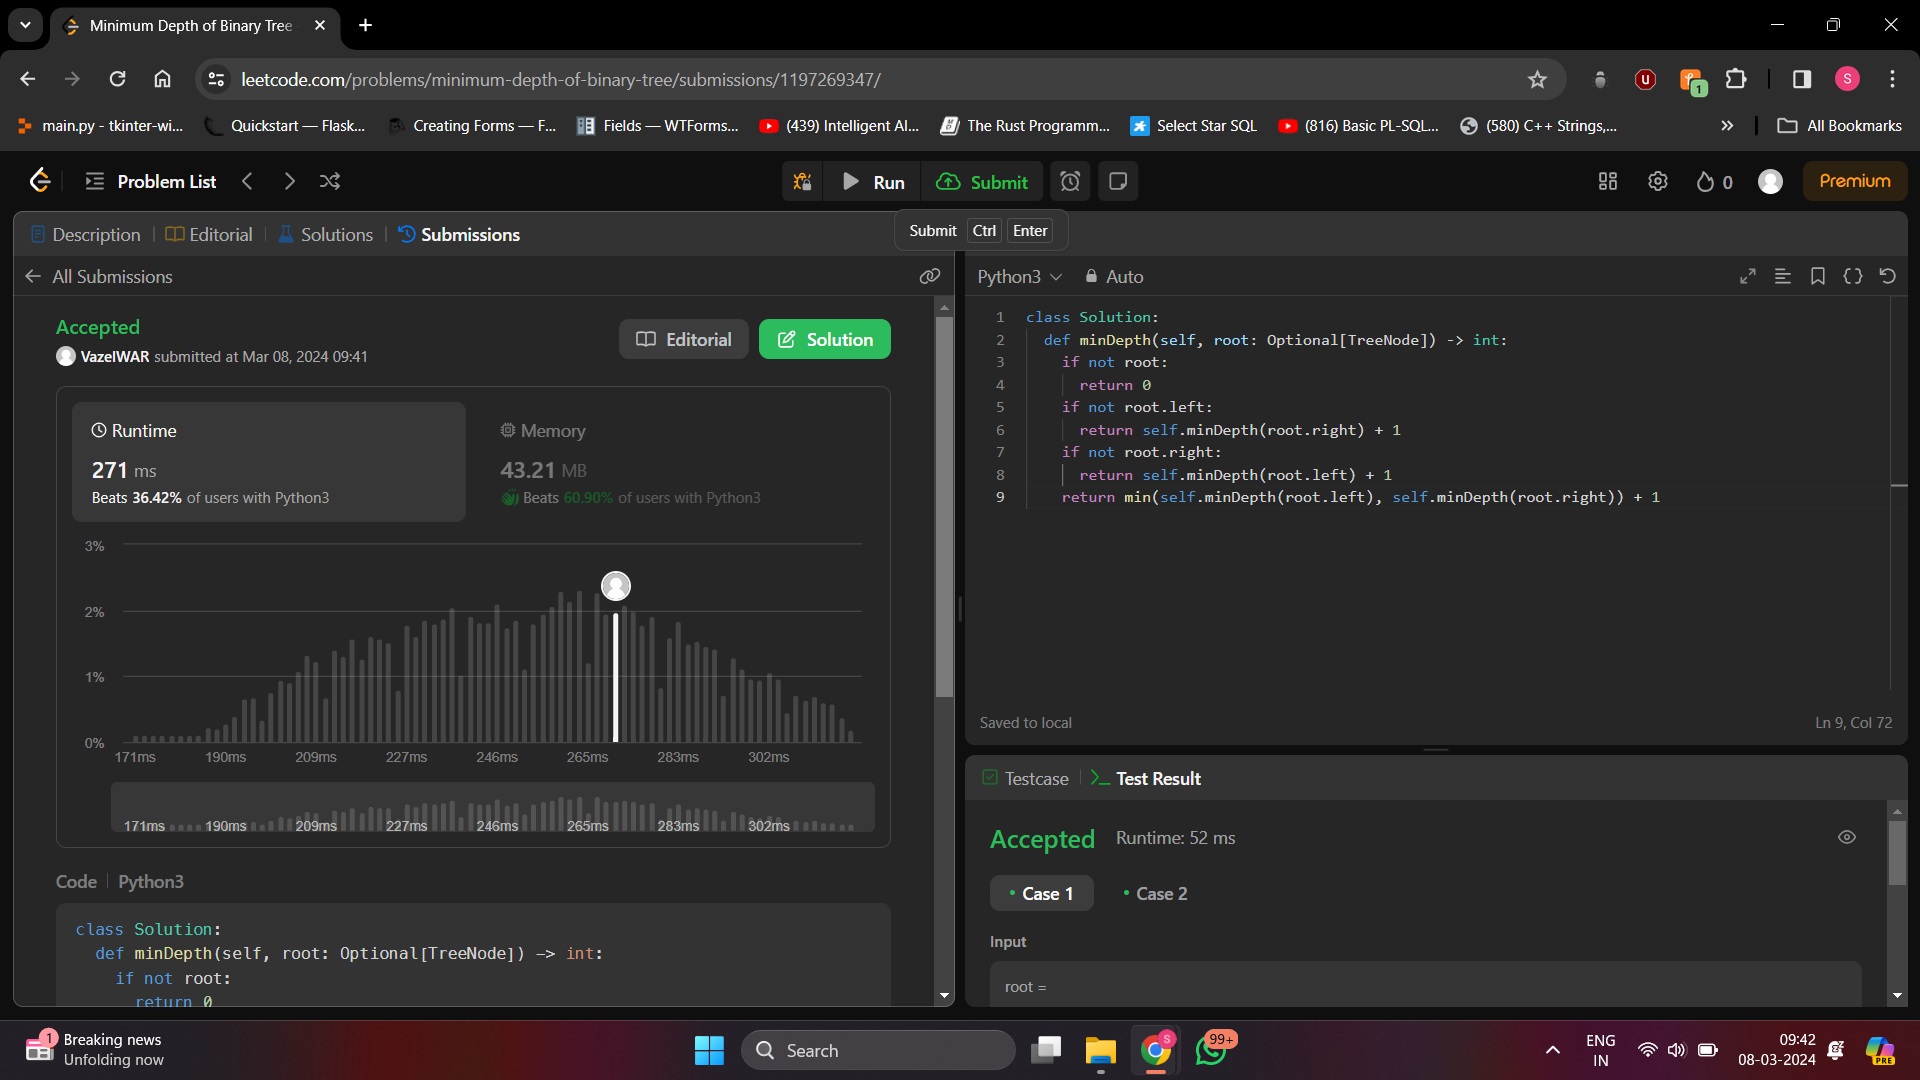 Minimum Depth of Binary Tree
leetcode.com/problems/minimum-depth-of-binary-tree/submissions/1197269347/
U
1
S
main.py - tkinter-wi...
Quickstart — Flask...
Creating Forms — F...
Fields — WTForms...
(439) Intelligent Al...
The Rust Programm...
Select Star SQL
(816) Basic PL-SQL...
(580) C++ Strings,...
All Bookmarks
Problem List
Run
Submit
0
Premium
Description
Editorial
Solutions
Submissions
Submit Ctrl Enter
All Submissions
Accepted
VazelWAR submitted at Mar 08, 2024 09:41
Editorial
Solution
Runtime
271 ms
Beats 36.42% of users with Python3
Memory
43.21 MB
Beats 60.90% of users with Python3
3%
2%
1%
0%
171ms 190ms 209ms 227ms 246ms 265ms 283ms 302ms
171ms 190ms 209ms 227ms 246ms 265ms 283ms 302ms
Code Python3
class Solution:
def minDepth(self, root: Optional[TreeNode]) -> int:
if not root:
return 0
Python3 Auto
1 class Solution:
2 def minDepth(self, root: Optional[TreeNode]) -> int:
3 if not root:
4 return 0
5 if not root.left:
6 return self.minDepth(root.right) + 1
7 if not root.right:
8 return self.minDepth(root.left) + 1
9 return min(self.minDepth(root.left), self.minDepth(root.right)) + 1
Saved to local
Ln 9, Col 72
Testcase
Test Result
Accepted Runtime: 52 ms
Case 1
Case 2
Input
root =
1
Breaking news
Unfolding now
Search
S
99+
ENG
IN
09:42
08-03-2024
PRE